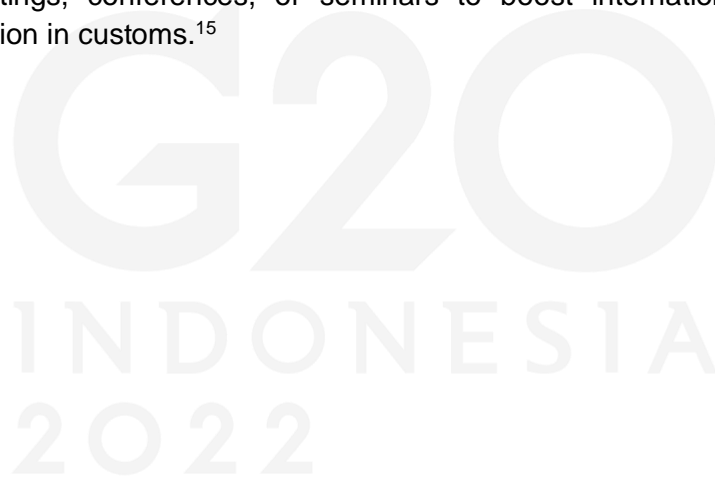 tings, conferences, or seminars to boost internation
ion in customs.15
G20
INDONESIA
2022